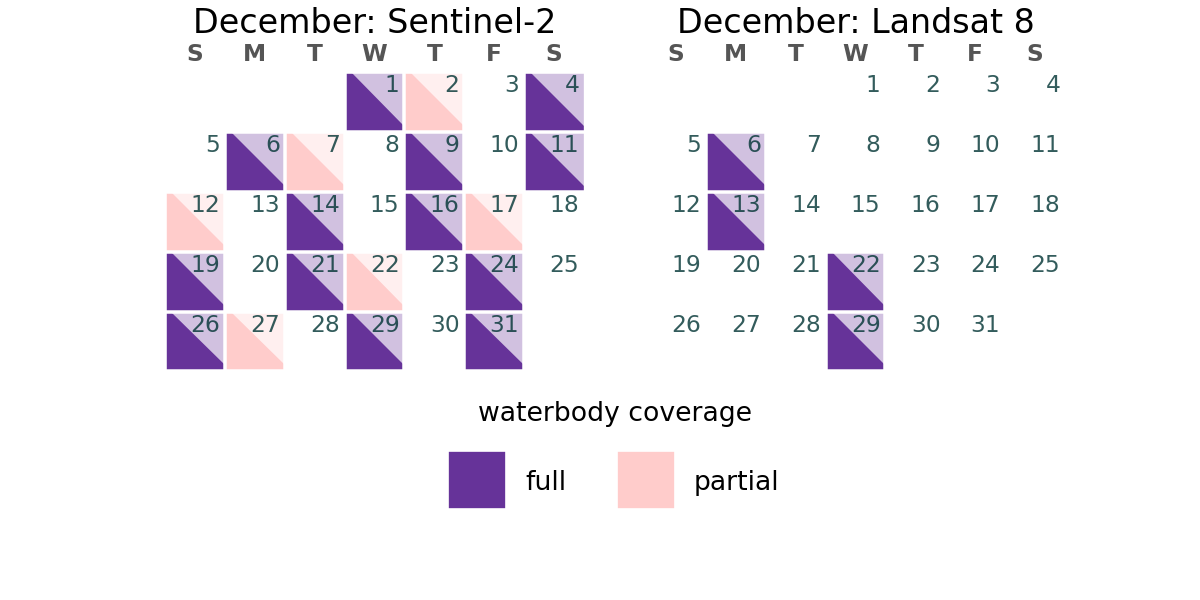 December: Sentinel-2
S M T W T F S
1 2 3 4
5 6 7 8 9 10 11
12 13 14 15 16 17 18
19 20 21 22 23 24 25
26 27 28 29 30 31
December: Landsat 8
S M T W T F S
1 2 3 4
5 6 7 8 9 10 11
12 13 14 15 16 17 18
19 20 21 22 23 24 25
26 27 28 29 30 31
waterbody coverage
full
partial